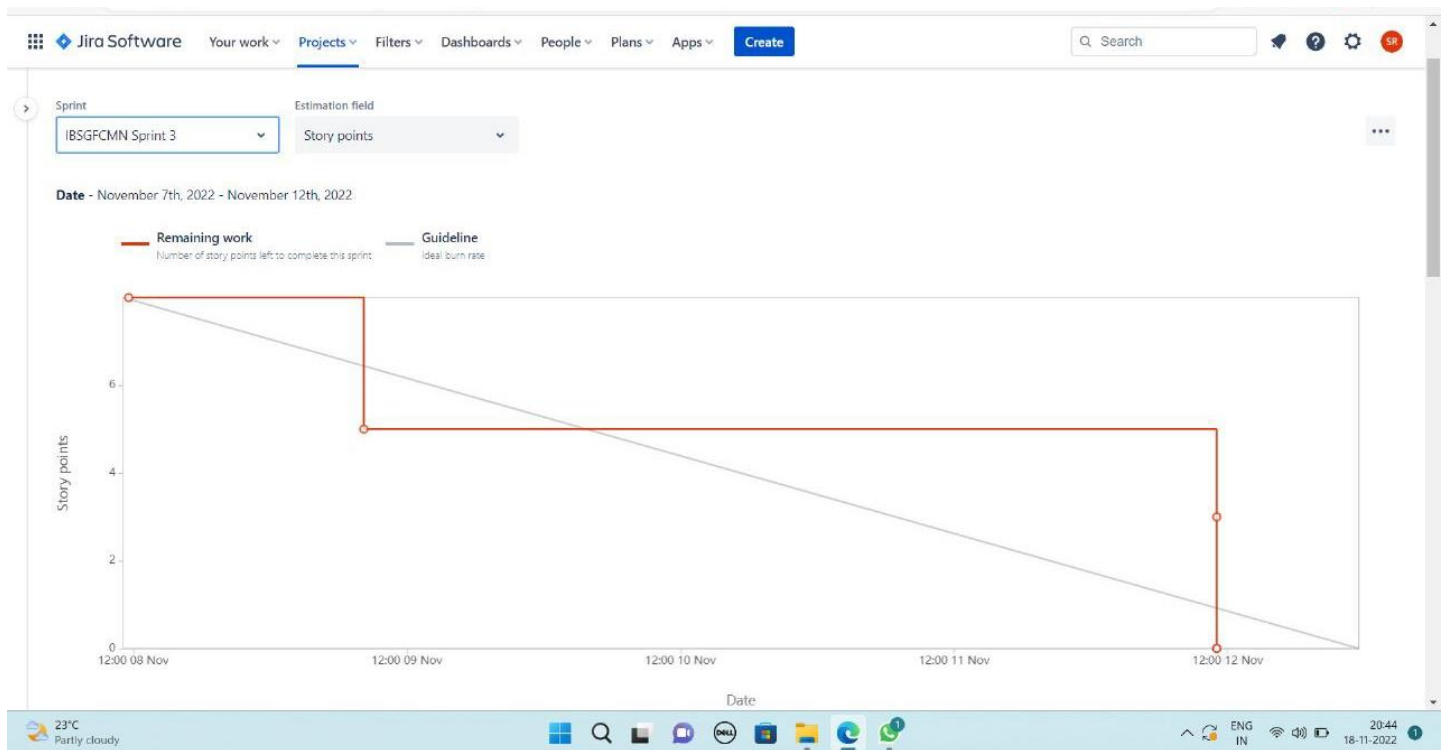 Jira Software Your work Projects Filters Dashboards People Plans Apps Create Search SR
Sprint Estimation field
IBSGFCMN Sprint 3 Story points
Date - November 7th, 2022 - November 12th, 2022
Remaining work Guideline
Number of story points left to complete this sprint Ideal burn rate
6
4
2
0
Story points
12:00 08 Nov 12:00 09 Nov 12:00 10 Nov 12:00 11 Nov 12:00 12 Nov
Date
23°C
Partly cloudy
DELL
1
ENG
IN
20:44
18-11-2022
1